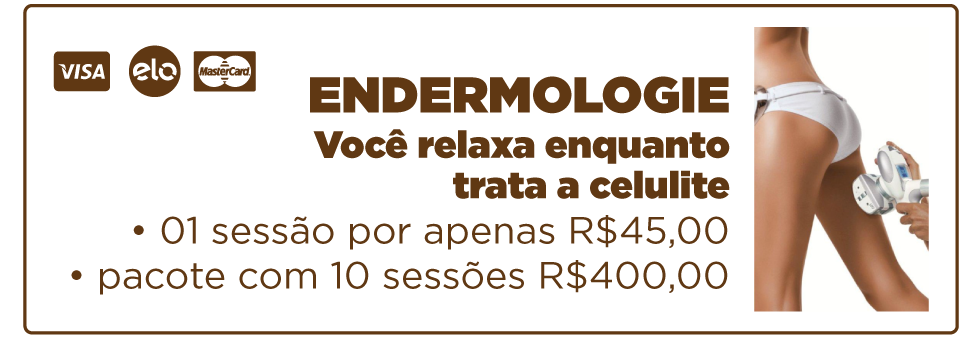 VISA elo MasterCard
ENDERMOLOGIE
Você relaxa enquanto
trata a celulite
• 01 sessão por apenas R$45,00
• pacote com 10 sessões R$400,00